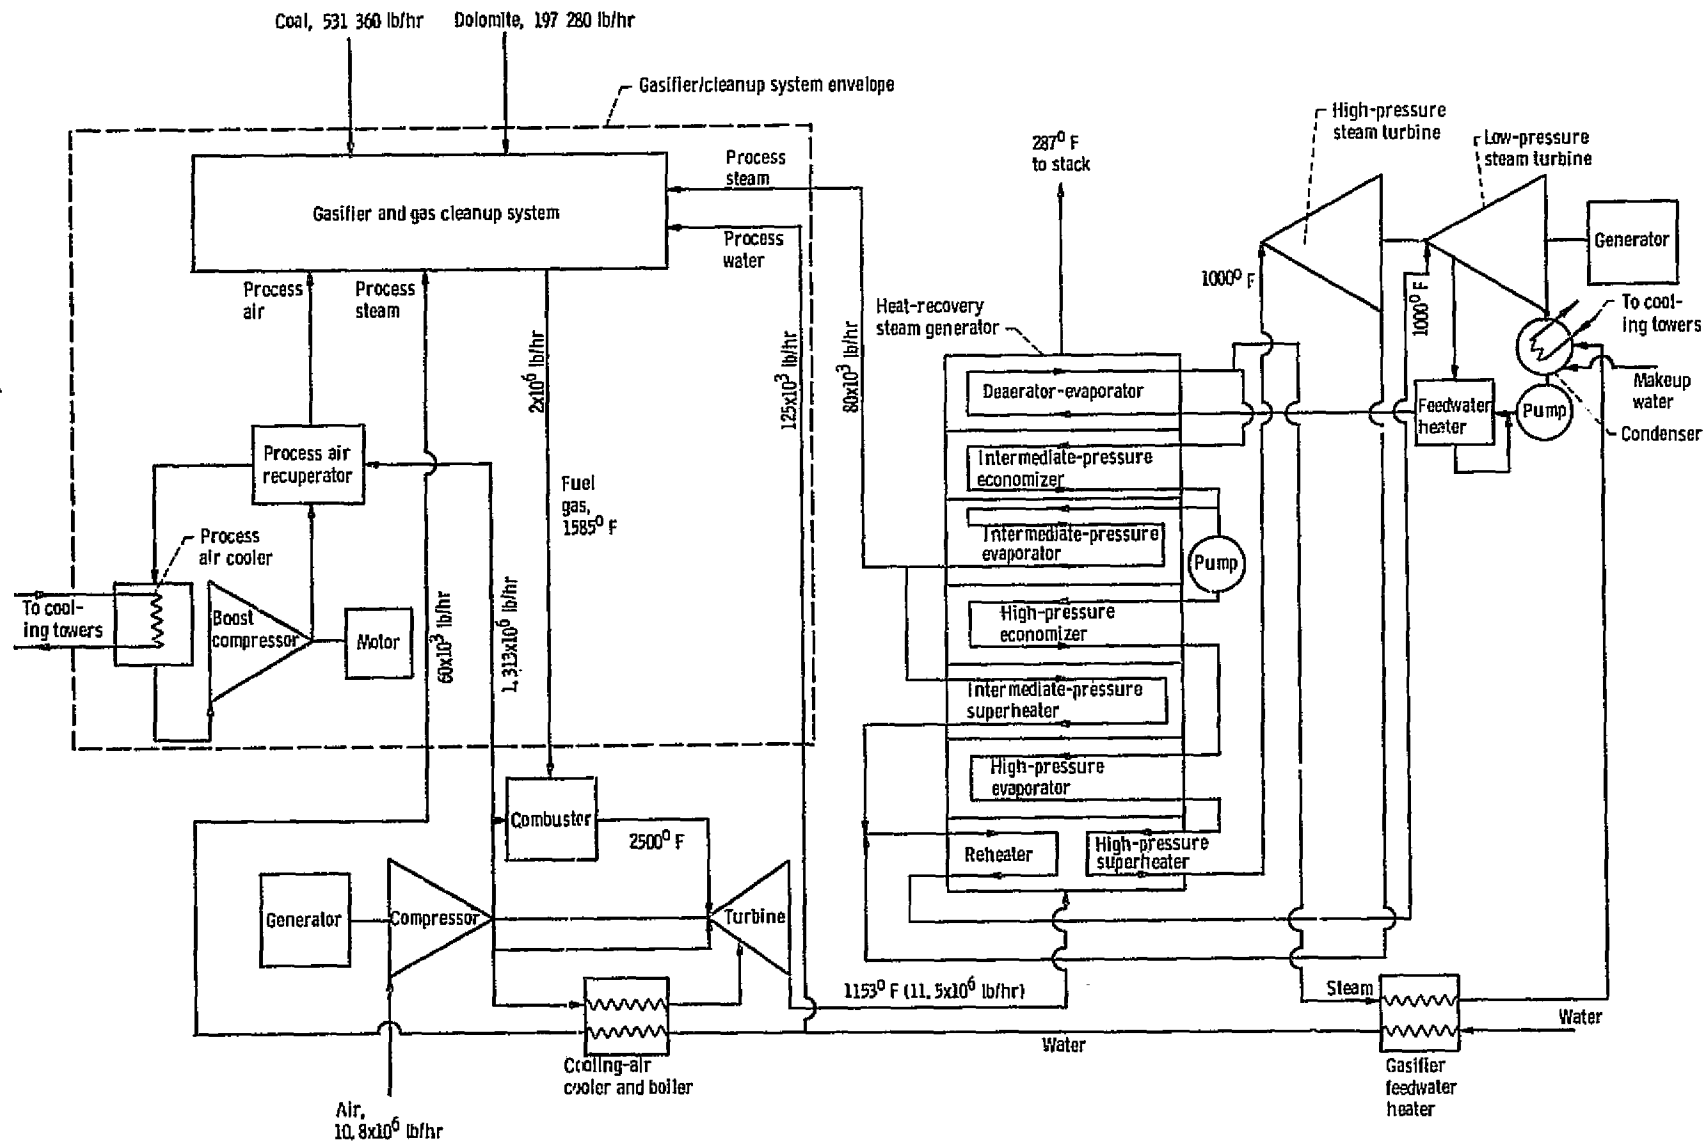 Coal, 531 360 lb/hr
Dolomite, 197 280 lb/hr
Gasifier/cleanup system envelope
Gasifier and gas cleanup system
Process
steam
Process
water
Process
air
Process
steam
Process air
recuperator
Process
air cooler
To cool-
ing towers
Boost
compressor
Motor
60x10³ lb/hr
1,313x10⁶ lb/hr
2x10⁶ lb/hr
Fuel
gas,
1585⁰ F
125x10³ lb/hr
80x10³ lb/hr
Combustor
2500⁰ F
Generator
Compressor
Turbine
Air,
10,8x10⁶ lb/hr
Cooling-air
cooler and boiler
1153⁰ F (11,5x10⁶ lb/hr)
287⁰ F
to stack
Heat-recovery
steam generator
Deaerator-evaporator
Intermediate-pressure
economizer
Intermediate-pressure
evaporator
Pump
High-pressure
economizer
Intermediate-pressure
superheater
High-pressure
evaporator
Reheater
High-pressure
superheater
High-pressure
steam turbine
Low-pressure
steam turbine
Generator
1000⁰ F
1000⁰ F
To cool-
ing towers
Makeup
water
Feedwater
heater
Pump
Condenser
Steam
Water
Water
Gasifier
feedwater
heater